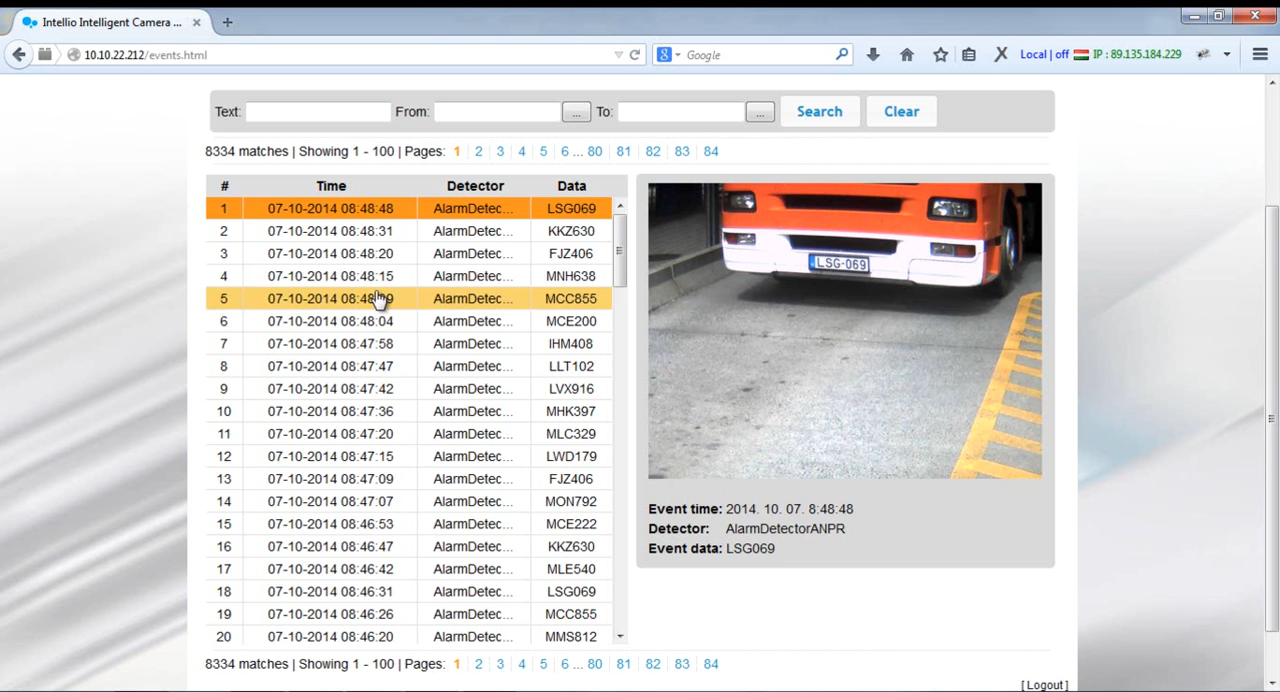 Intellio Intelligent Camera ...
10.10.22.212/events.html
Google
Local | off IP : 89.135.184.229
Text: From: ... To: ... Search Clear
8334 matches | Showing 1 - 100 | Pages: 1 2 3 4 5 6 ... 80 81 82 83 84
# Time Detector Data
1 07-10-2014 08:48:48 AlarmDetec... LSG069
2 07-10-2014 08:48:31 AlarmDetec... KKZ630
3 07-10-2014 08:48:20 AlarmDetec... FJZ406
4 07-10-2014 08:48:15 AlarmDetec... MNH638
5 07-10-2014 AlarmDetec... MCC855
6 07-10-2014 08:48:04 AlarmDetec... MCE200
7 07-10-2014 08:47:58 AlarmDetec... IHM408
8 07-10-2014 08:47:47 AlarmDetec... LLT102
9 07-10-2014 08:47:42 AlarmDetec... LVX916
10 07-10-2014 08:47:36 AlarmDetec... MHK397
11 07-10-2014 08:47:20 AlarmDetec... MLC329
12 07-10-2014 08:47:15 AlarmDetec... LWD179
13 07-10-2014 08:47:09 AlarmDetec... FJZ406
14 07-10-2014 08:47:07 AlarmDetec... MON792
15 07-10-2014 08:46:53 AlarmDetec... MCE222
16 07-10-2014 08:46:47 AlarmDetec... KKZ630
17 07-10-2014 08:46:42 AlarmDetec... MLE540
18 07-10-2014 08:46:31 AlarmDetec... LSG069
19 07-10-2014 08:46:26 AlarmDetec... MCC855
20 07-10-2014 08:46:20 AlarmDetec... MMS812
LSG-069
Event time: 2014. 10. 07. 8:48:48
Detector: AlarmDetectorANPR
Event data: LSG069
8334 matches | Showing 1 - 100 | Pages: 1 2 3 4 5 6 ... 80 81 82 83 84
[ Logout ]